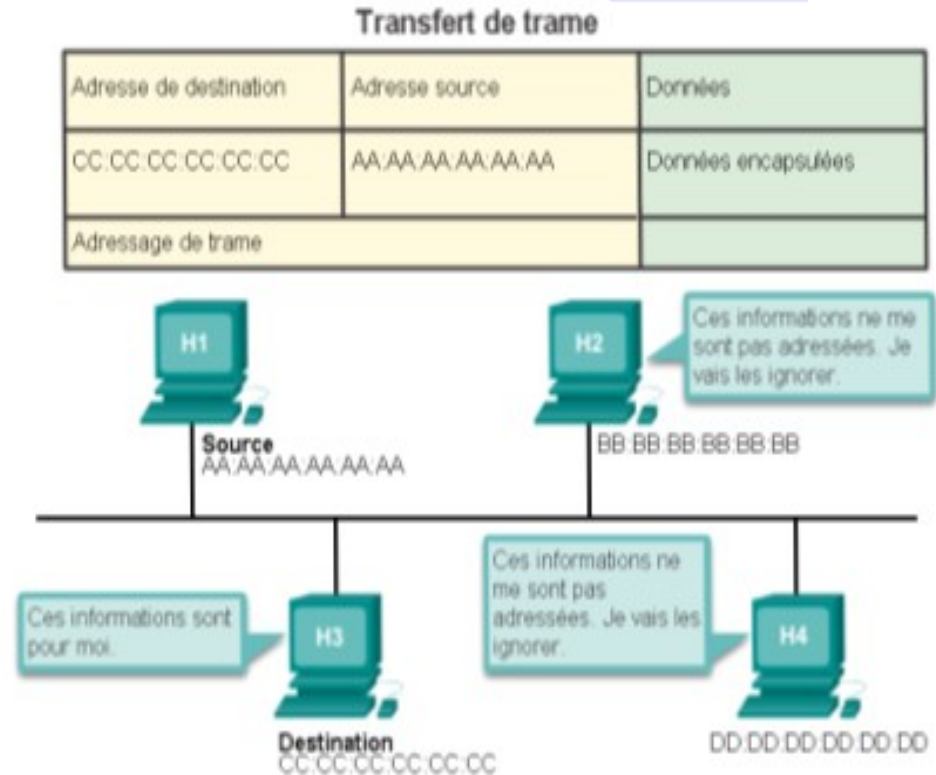 Transfert de trame
Adresse de destination
Adresse source
Données
CC:CC:CC:CC:CC:CC
AA:AA:AA:AA:AA:AA
Données encapsulées
Adressage de trame
H1
H2
Ces informations ne me
sont pas adressées. Je
vais les ignorer.
Source
AA:AA:AA:AA:AA:AA
BB:BB:BB:BB:BB:BB
Ces informations sont
pour moi.
H3
Ces informations ne
me sont pas
adressées. Je vais les
ignorer.
H4
Destination
CC:CC:CC:CC:CC:CC
DD:DD:DD:DD:DD:DD